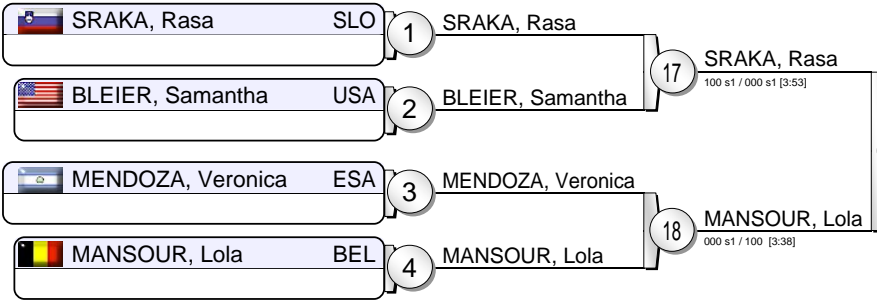 SRAKA, Rasa SLO
1
SRAKA, Rasa
BLEIER, Samantha USA
2
BLEIER, Samantha
17
SRAKA, Rasa
100 s1 / 000 s1 [3:53]
MENDOZA, Veronica ESA
3
MENDOZA, Veronica
MANSOUR, Lola BEL
4
MANSOUR, Lola
18
MANSOUR, Lola
000 s1 / 100 [3:38]